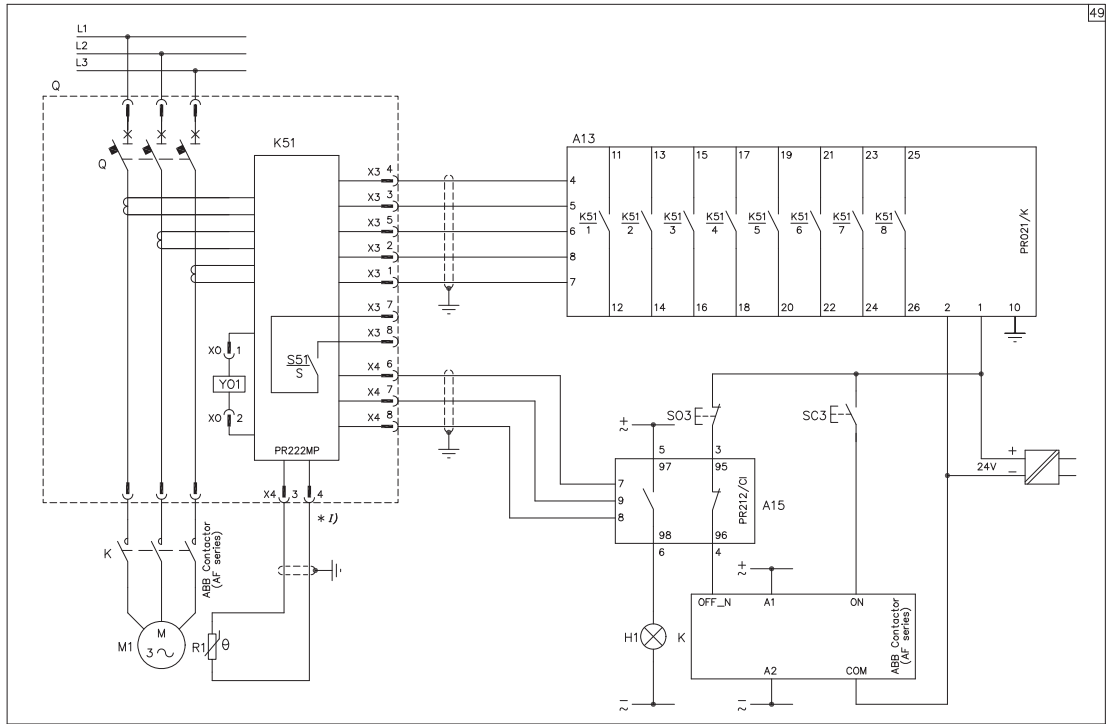 49
L1
L2
L3
Q
Q
K51
A13
11 13 15 17 19 21 23 25
X3 4
X3 3
X3 5
X3 2
X3 1
X3 7
X3 8
X4 6
X4 7
X4 8
4
5
6
8
7
K51 1
K51 2
K51 3
K51 4
K51 5
K51 6
K51 7
K51 8
PR021/K
12 14 16 18 20 22 24 26 2 1 10
S51 S
X0 1
Y01
X0 2
PR222MP
X4 3 4
* 1)
SO3
SC3
+
~
5 3
97 95
7
9
8
PR212/CI
A15
98 96
6 4
24V
+
−
K
ABB Contactor
(AF series)
M1
M
3 ~
R1
θ
H1
K
+
~
OFF_N A1 ON
ABB Contactor
(AF series)
A2 COM
−
~
−
~